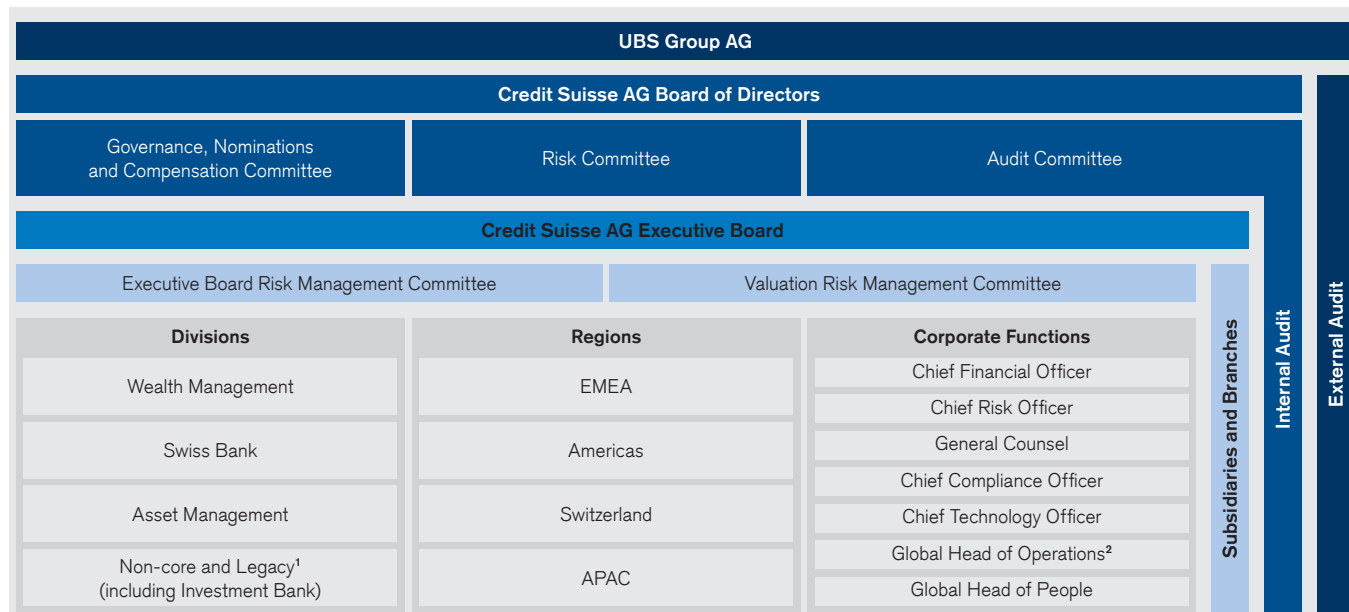 UBS Group AG
Credit Suisse AG Board of Directors
Governance, Nominations
and Compensation Committee
Risk Committee
Audit Committee
Credit Suisse AG Executive Board
Executive Board Risk Management Committee
Valuation Risk Management Committee
Divisions
Wealth Management
Swiss Bank
Asset Management
Non-core and Legacy¹
(including Investment Bank)
Regions
EMEA
Americas
Switzerland
APAC
Corporate Functions
Chief Financial Officer
Chief Risk Officer
General Counsel
Chief Compliance Officer
Chief Technology Officer
Global Head of Operations²
Global Head of People
Subsidiaries and Branches
Internal Audit
External Audit